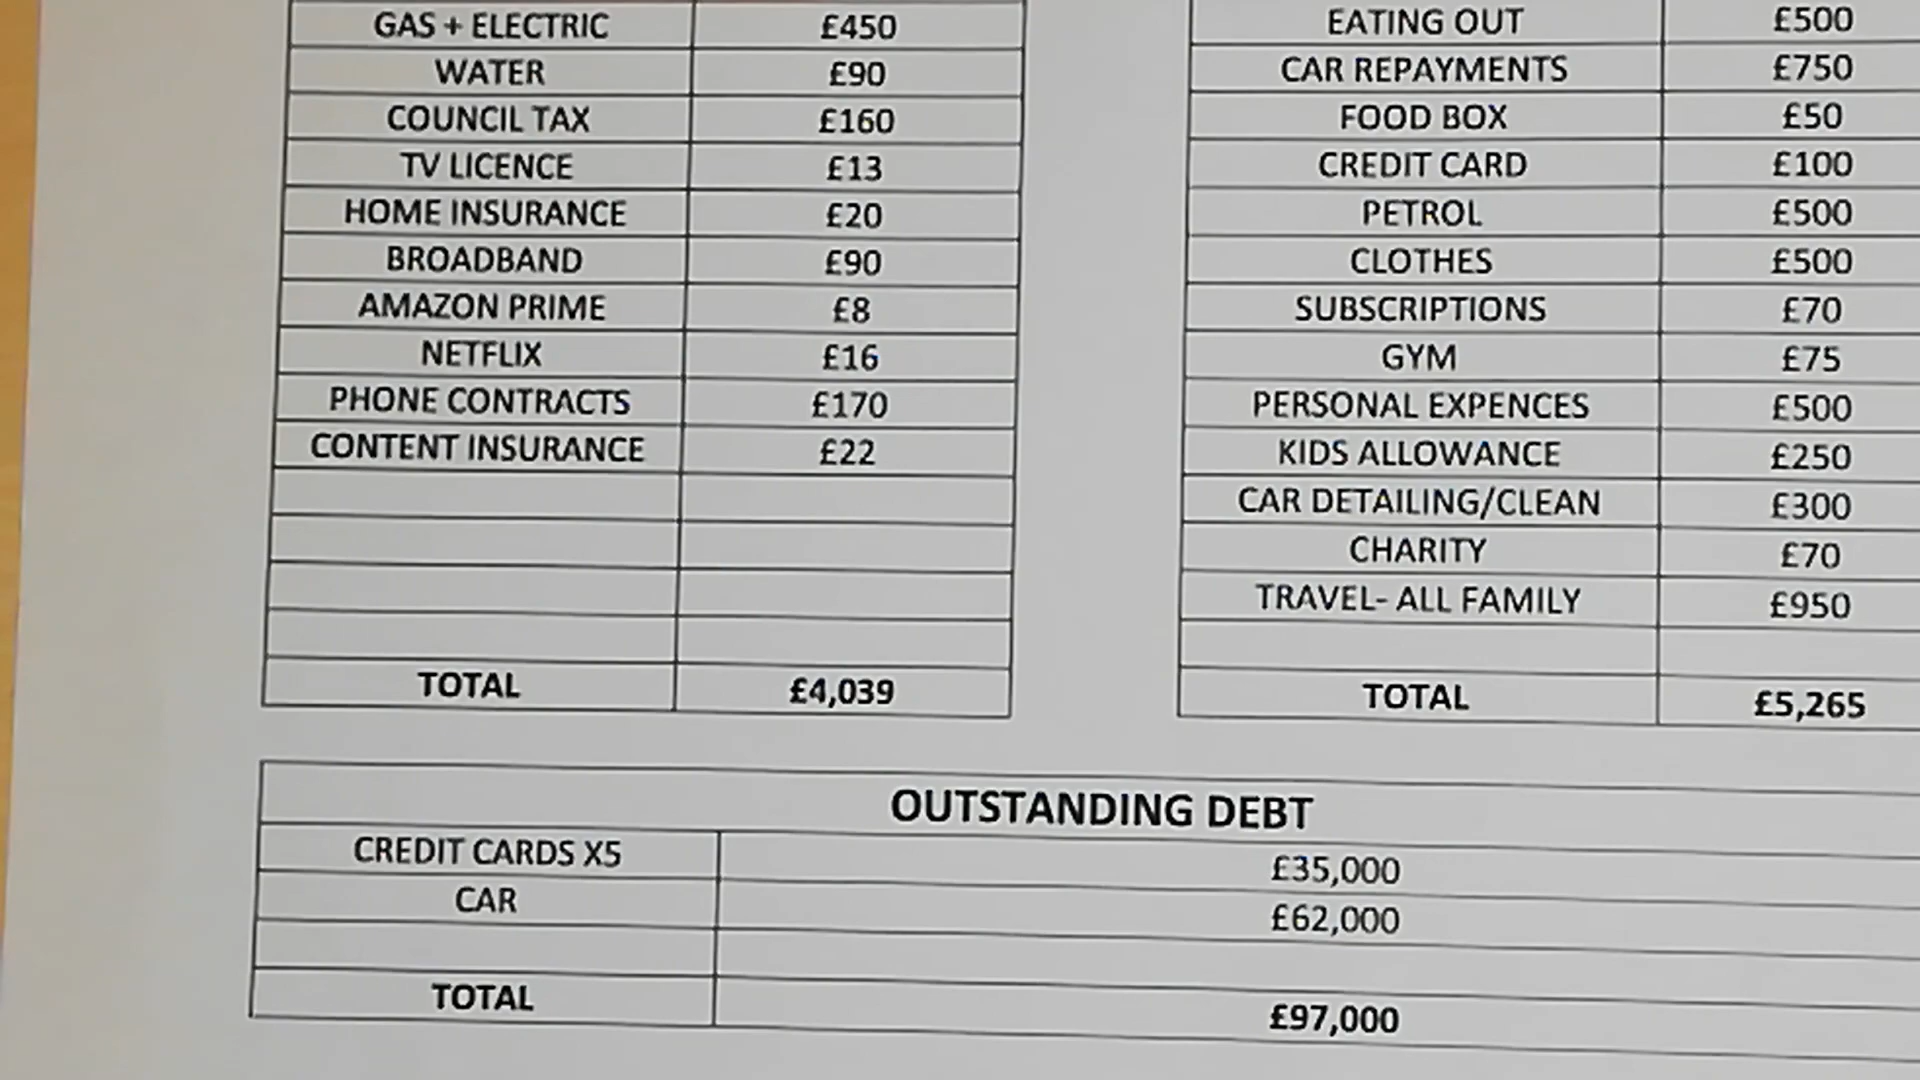 GAS + ELECTRIC £450
WATER £90
COUNCIL TAX £160
TV LICENCE £13
HOME INSURANCE £20
BROADBAND £90
AMAZON PRIME £8
NETFLIX £16
PHONE CONTRACTS £170
CONTENT INSURANCE £22
TOTAL £4,039
EATING OUT £500
CAR REPAYMENTS £750
FOOD BOX £50
CREDIT CARD £100
PETROL £500
CLOTHES £500
SUBSCRIPTIONS £70
GYM £75
PERSONAL EXPENCES £500
KIDS ALLOWANCE £250
CAR DETAILING/CLEAN £300
CHARITY £70
TRAVEL- ALL FAMILY £950
TOTAL £5,265
OUTSTANDING DEBT
CREDIT CARDS X5 £35,000
CAR £62,000
TOTAL £97,000